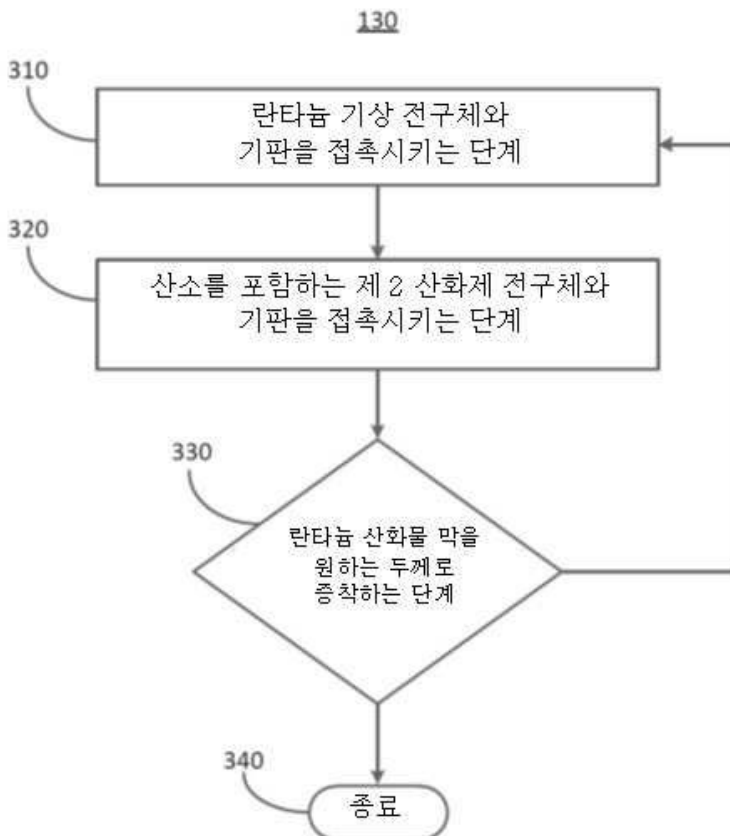 130
310
란타늄 기상 전구체와
기판을 접촉시키는 단계
320
산소를 포함하는 제 2 산화제 전구체와
기판을 접촉시키는 단계
330
란타늄 산화물 막을
원하는 두께로
증착하는 단계
340
종료